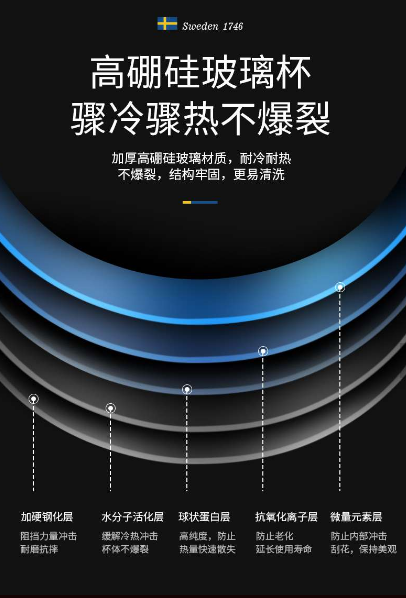 Sweden 1746
高硼硅玻璃杯
骤冷骤热不爆裂
加厚高硼硅玻璃材质，耐冷耐热
不爆裂，结构牢固，更易清洗
加硬钢化层
阻挡力量冲击
耐磨抗摔
水分子活化层
缓解冷热冲击
杯体不爆裂
球状蛋白层
高纯度，防止
热量快速散失
抗氧化离子层
防止老化
延长使用寿命
微量元素层
防止内部冲击
刮花，保持美观